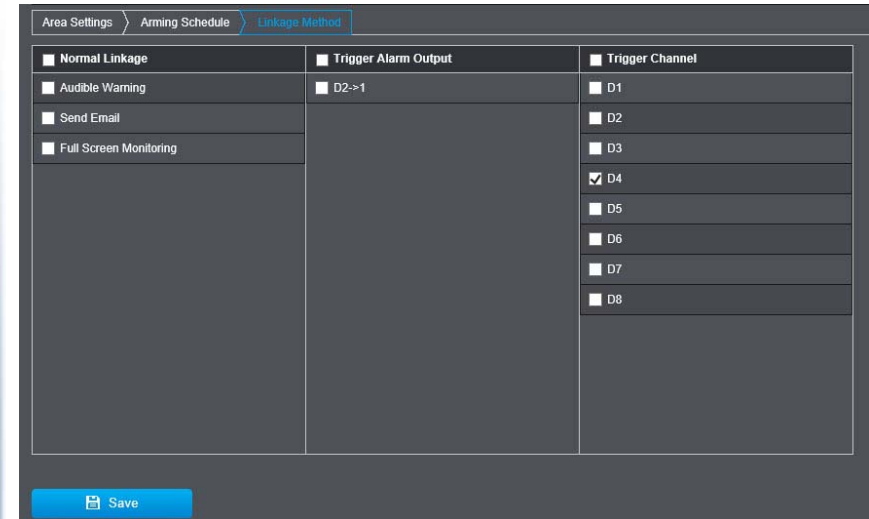 Area Settings Arming Schedule Linkage Method
Normal Linkage Trigger Alarm Output Trigger Channel
Audible Warning D2->1 D1
Send Email D2
Full Screen Monitoring D3
D4
D5
D6
D7
D8
Save